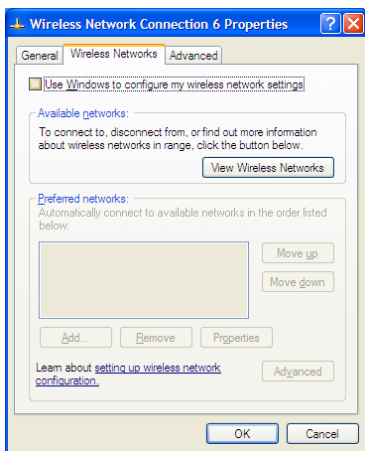 Wireless Network Connection 6 Properties
General Wireless Networks Advanced
Use Windows to configure my wireless network settings
Available networks:
To connect to, disconnect from, or find out more information
about wireless networks in range, click the button below.
View Wireless Networks
Preferred networks:
Automatically connect to available networks in the order listed
below:
Move up
Move down
Add... Remove Properties
Learn about setting up wireless network
configuration.
Advanced
OK Cancel